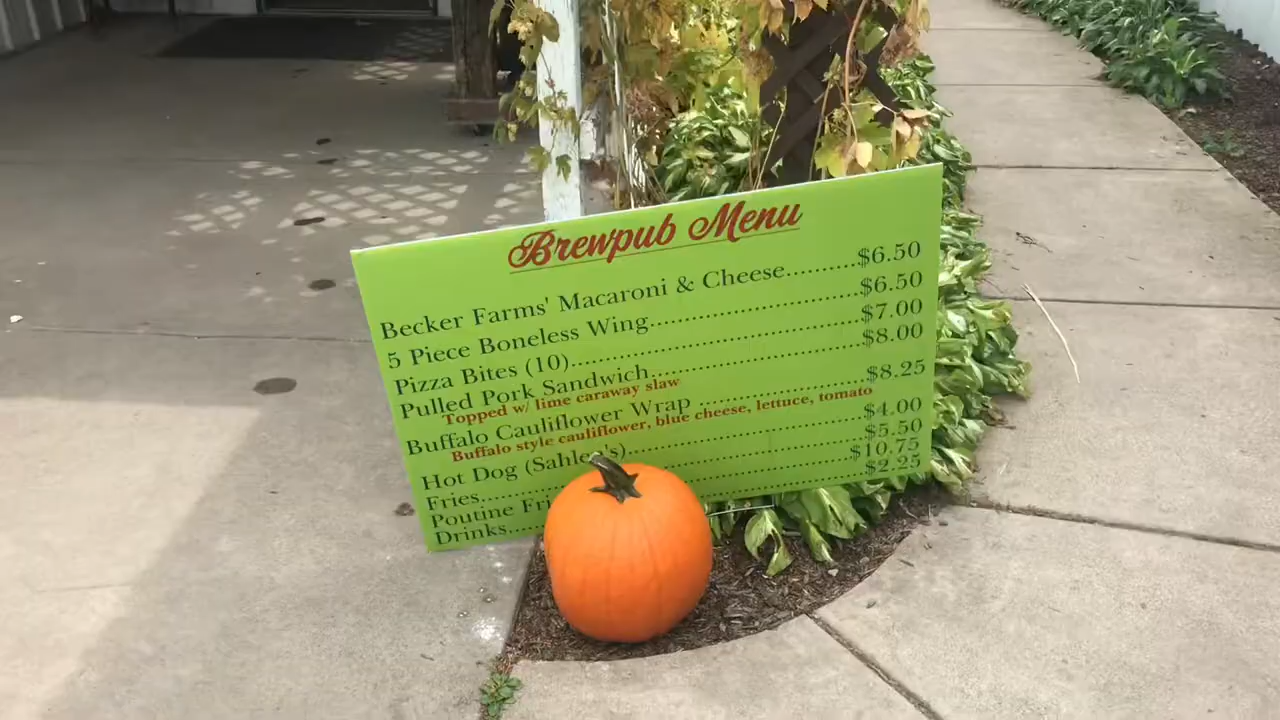 Brewpub Menu
Becker Farms' Macaroni & Cheese.........$6.50
5 Piece Boneless Wing...............................$6.50
Pizza Bites (10)...........................................$7.00
Pulled Pork Sandwich................................$8.00
Topped w/ lime caraway slaw
Buffalo Cauliflower Wrap.........................$8.25
Buffalo style cauliflower, blue cheese, lettuce, tomato
Hot Dog (Sahlen's)...................................$4.00
Fries..........................................................$5.50
Poutine ..................................................$10.75
Drinks.......................................................$2.25